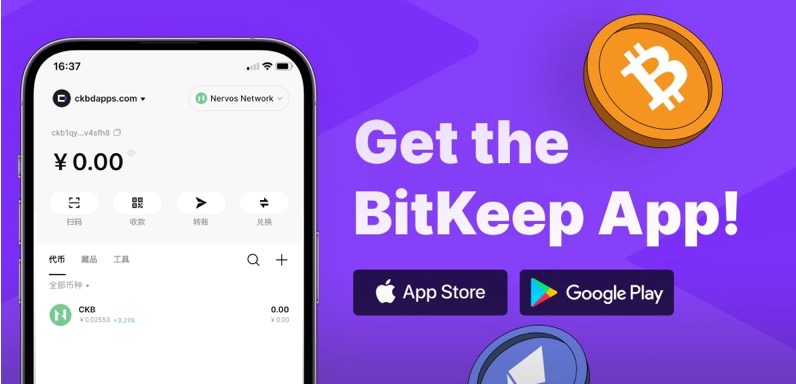 16:37
ckbdapps.com
Nervos Network
ckb1qy...v4sfh8
¥ 0.00
扫码
收款
转账
兑换
代币
藏品
工具
全部币种
CKB
0.00
¥ 0.02553 +3.21%
¥ 0.00
Get the
BitKeep App!
App Store
Google Play